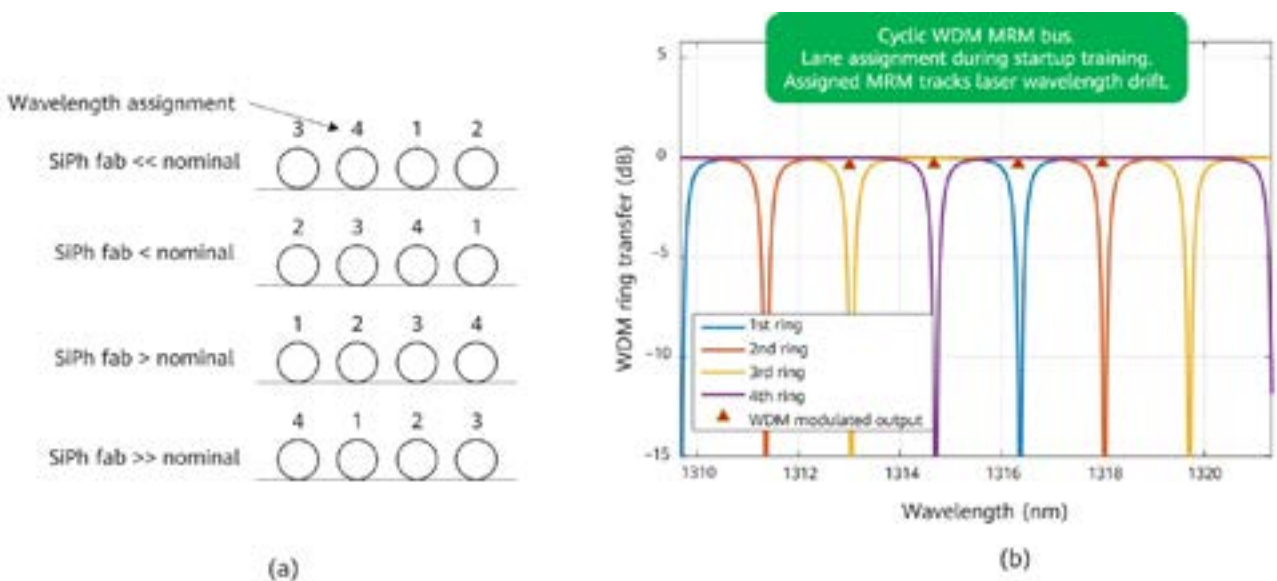 Wavelength assignment
3 4 1 2
SiPh fab << nominal
2 3 4 1
SiPh fab < nominal
1 2 3 4
SiPh fab > nominal
4 1 2 3
SiPh fab >> nominal
(a)
Cyclic WDM MRM bus.
Lane assignment during startup training.
Assigned MRM tracks laser wavelength drift.
WDM ring transfer (dB)
5
0
−5
−10
−15
1st ring
2nd ring
3rd ring
4th ring
WDM modulated output
1310 1312 1314 1316 1318 1320
Wavelength (nm)
(b)